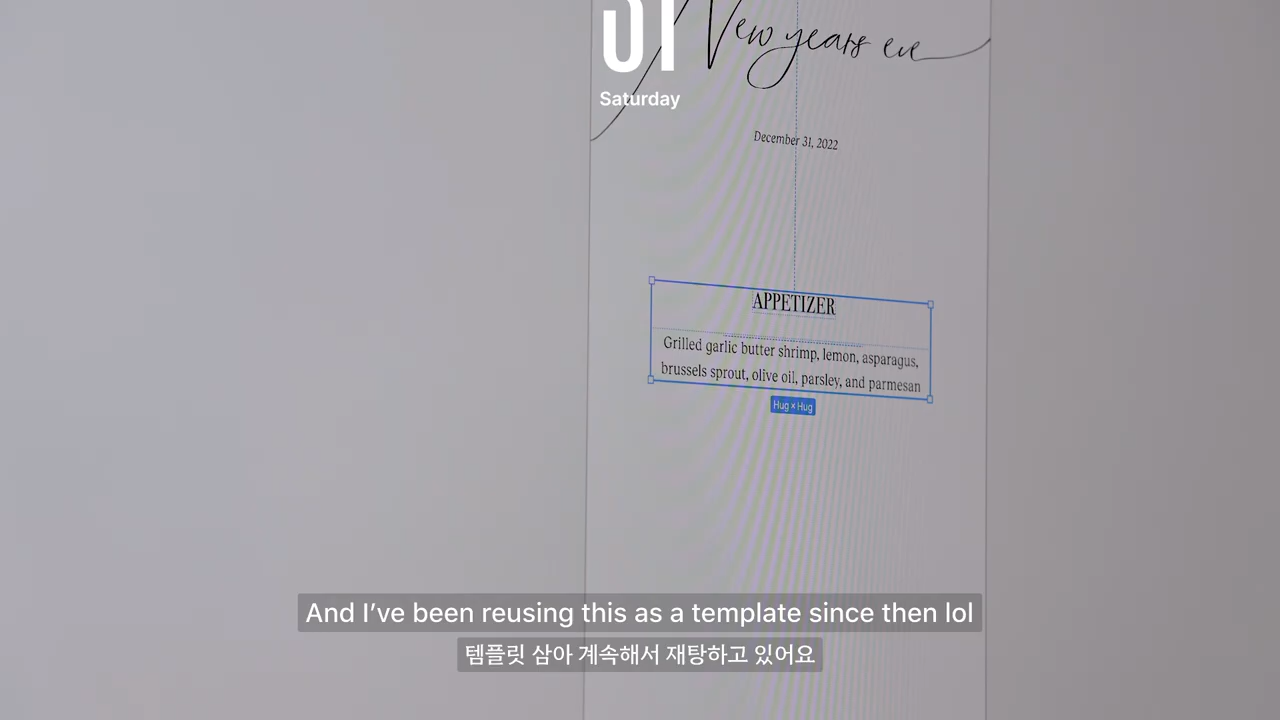 31
Saturday
New years eve
December 31, 2022
APPETIZER
Grilled garlic butter shrimp, lemon, asparagus,
brussels sprout, olive oil, parsley, and parmesan
Hug × Hug
And I’ve been reusing this as a template since then lol
템플릿 삼아 계속해서 재탕하고 있어요